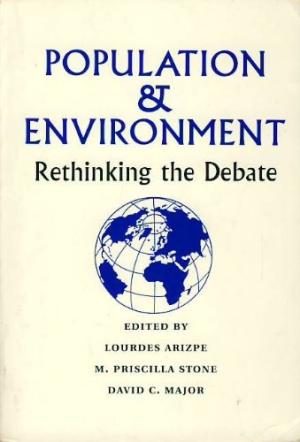 POPULATION
&
ENVIRONMENT
Rethinking the Debate
EDITED BY
LOURDES ARIZPE
M. PRISCILLA STONE
DAVID C. MAJOR